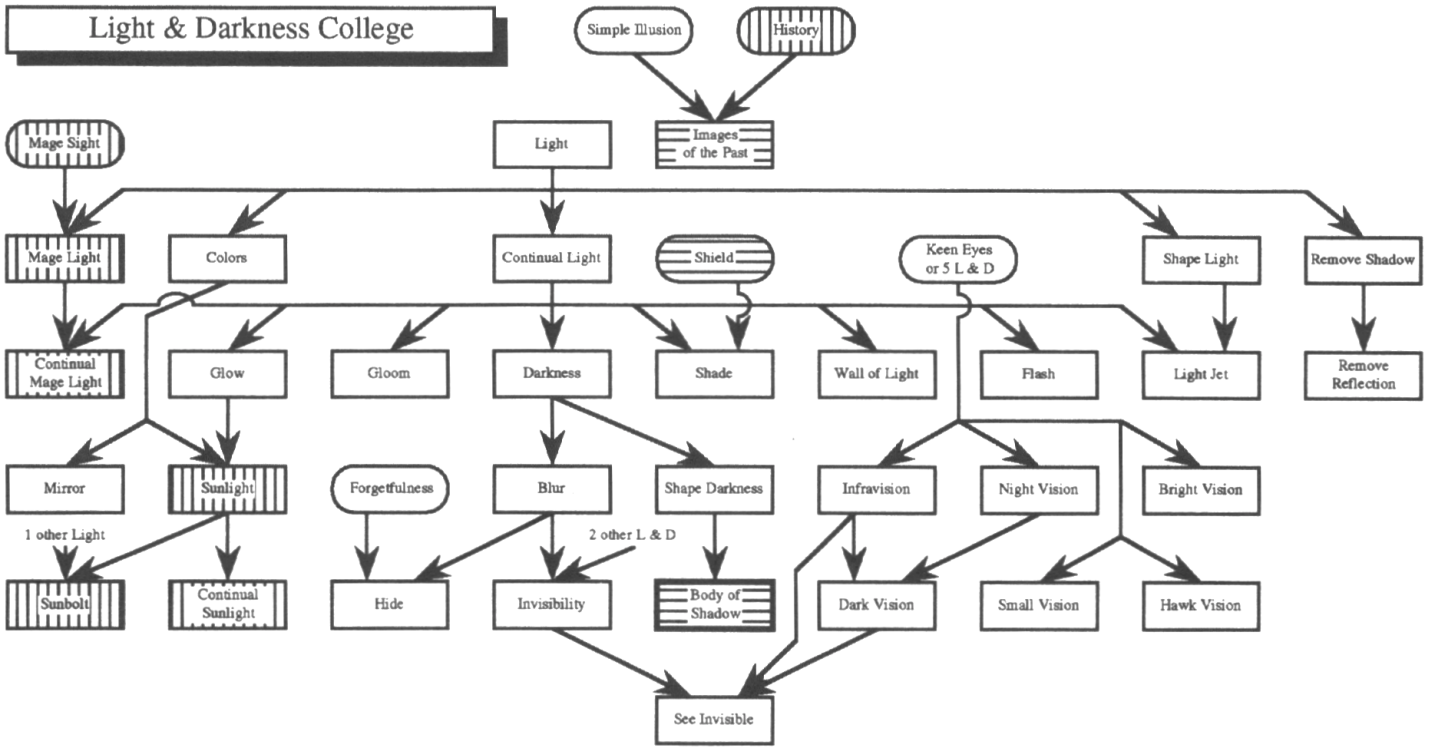 Light & Darkness College
Simple Illusion
History
Mage Sight
Light
Images
of the Past
Mage Light
Colors
Continual Light
Shield
Keen Eyes
or 5 L & D
Shape Light
Remove Shadow
Continual
Mage Light
Glow
Gloom
Darkness
Shade
Wall of Light
Flash
Light Jet
Remove
Reflection
Mirror
Sunlight
Forgetfulness
Blur
Shape Darkness
Infravision
Night Vision
Bright Vision
1 other Light
2 other L & D
Sunbolt
Continual
Sunlight
Hide
Invisibility
Body of
Shadow
Dark Vision
Small Vision
Hawk Vision
See Invisible